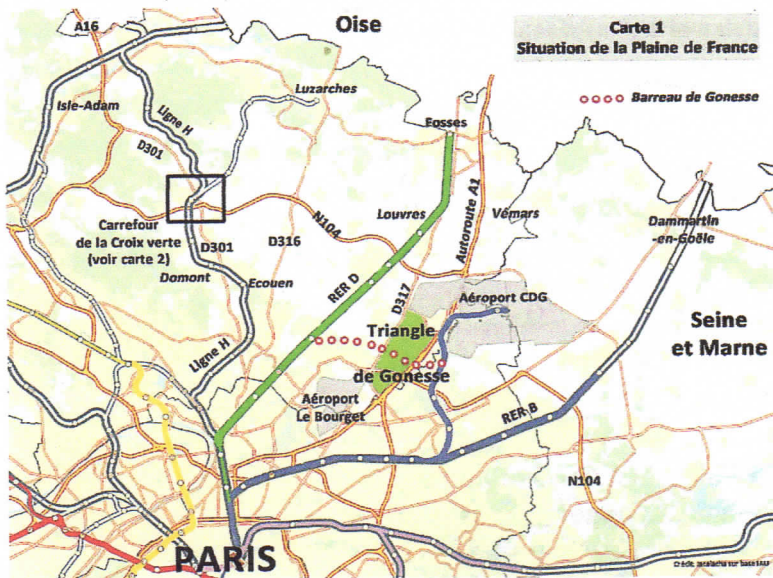 Oise
Carte 1
Situation de la Plaine de France
Barreau de Gonesse
A16
Isle-Adam
Ligne H
Luzarches
D301
Fosses
Carrefour
de la Croix verte
(voir carte 2)
D301
D316
N104
Louvres
Autoroute A1
Vémars
Dammartin
-en-Goële
Domont
Ecouen
RER D
D317
Aéroport CDG
Triangle
de Gonesse
Seine
et Marne
Ligne H
Aéroport
Le Bourget
RER B
N104
PARIS